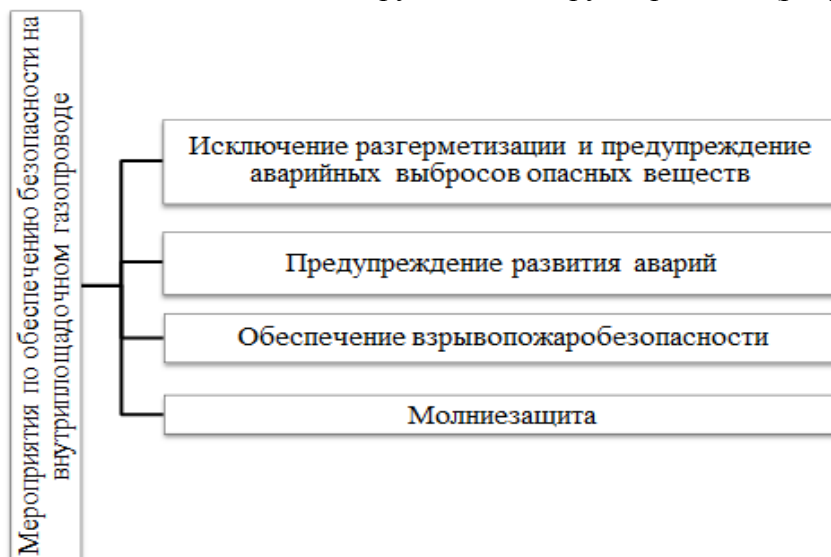 Мероприятия по обеспечению безопасности на
внутриплощадочном газопроводе
Исключение разгерметизации и предупреждение
аварийных выбросов опасных веществ
Предупреждение развития аварий
Обеспечение взрывопожаробезопасности
Молниезащита